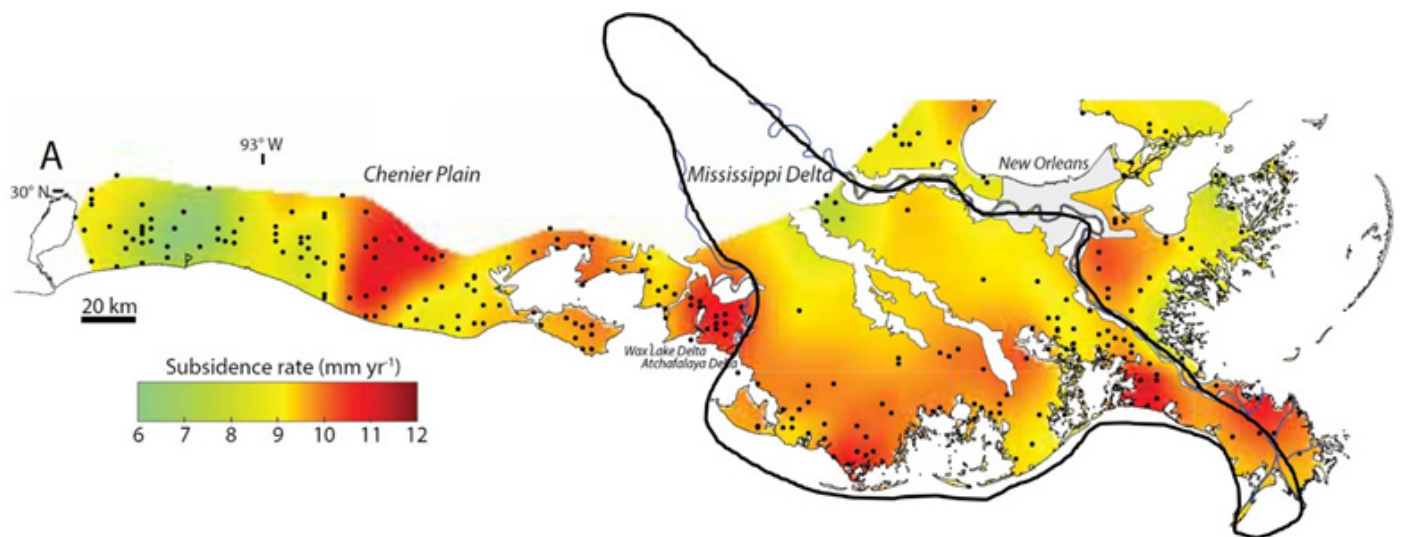 A
93° W
30° N
Chenier Plain
Mississippi Delta
New Orleans
20 km
Wax Lake Delta
Atchafalaya Delta
Subsidence rate (mm yr⁻¹)
6 7 8 9 10 11 12